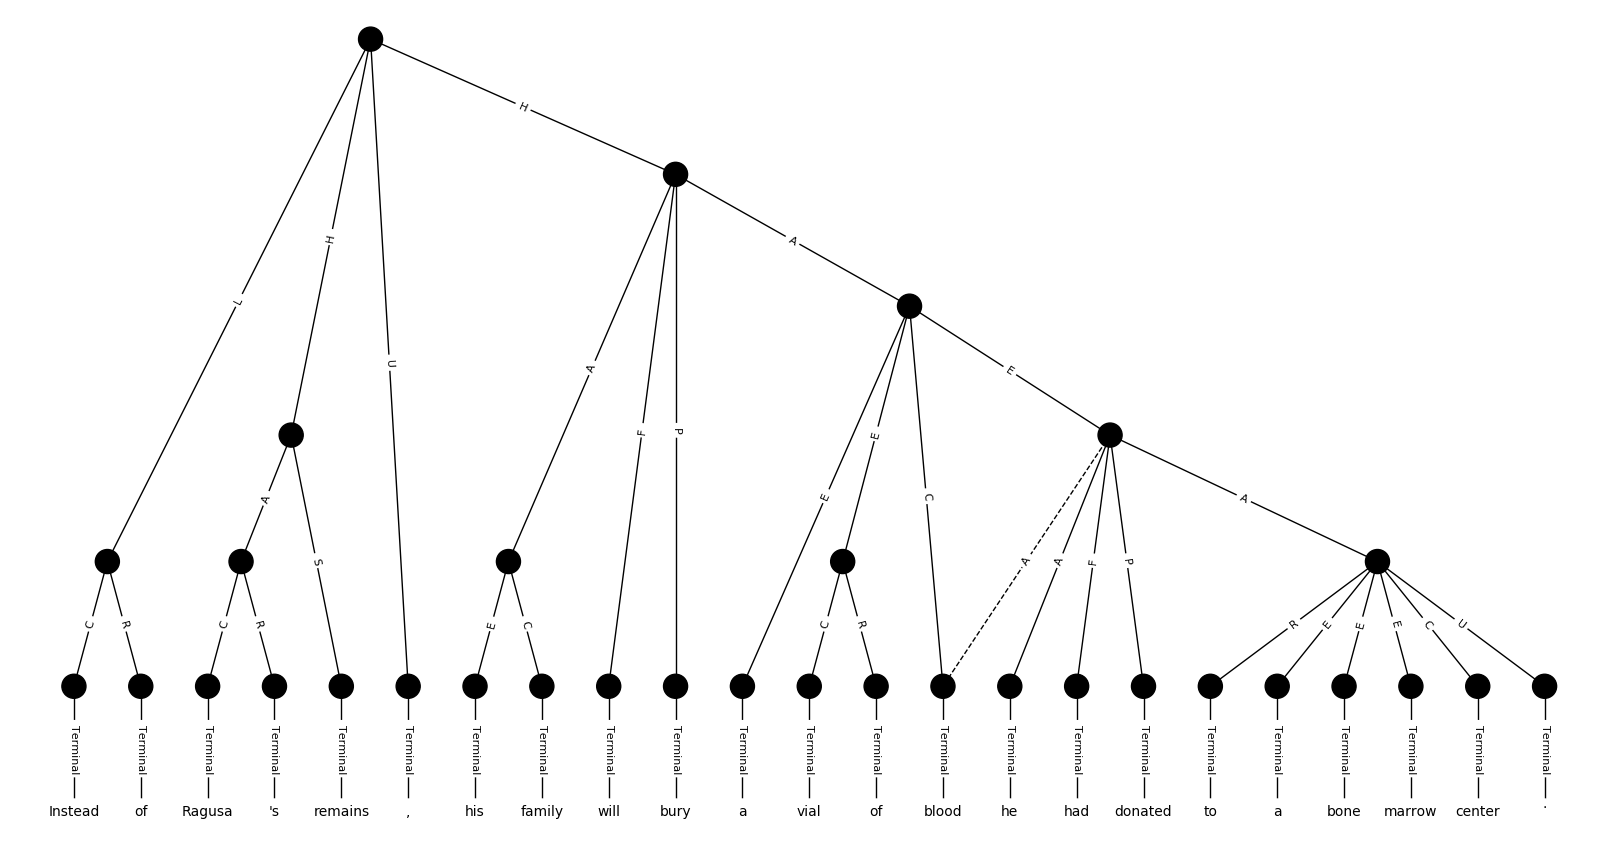 H
L
H
U
A
A
F
P
E
E
C
E
A
S
A
A
F
P
A
C
R
C
R
E
C
C
R
R
E
E
E
C
U
Terminal Terminal Terminal Terminal Terminal Terminal Terminal Terminal Terminal Terminal Terminal Terminal Terminal Terminal Terminal Terminal Terminal Terminal Terminal Terminal Terminal Terminal Terminal
Instead of Ragusa 's remains , his family will bury a vial of blood he had donated to a bone marrow center .